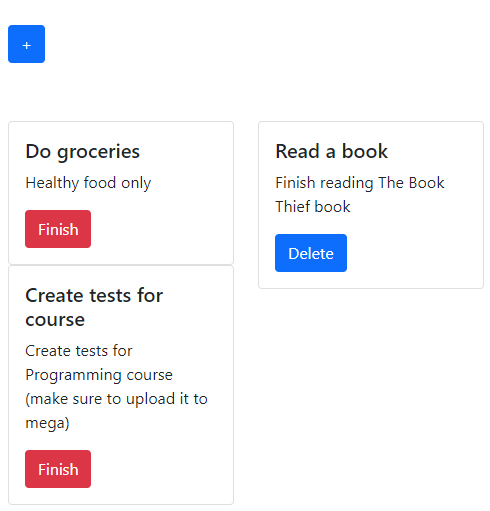 +
Do groceries
Healthy food only
Finish
Create tests for
course
Create tests for
Programming course
(make sure to upload it to
mega)
Finish
Read a book
Finish reading The Book
Thief book
Delete